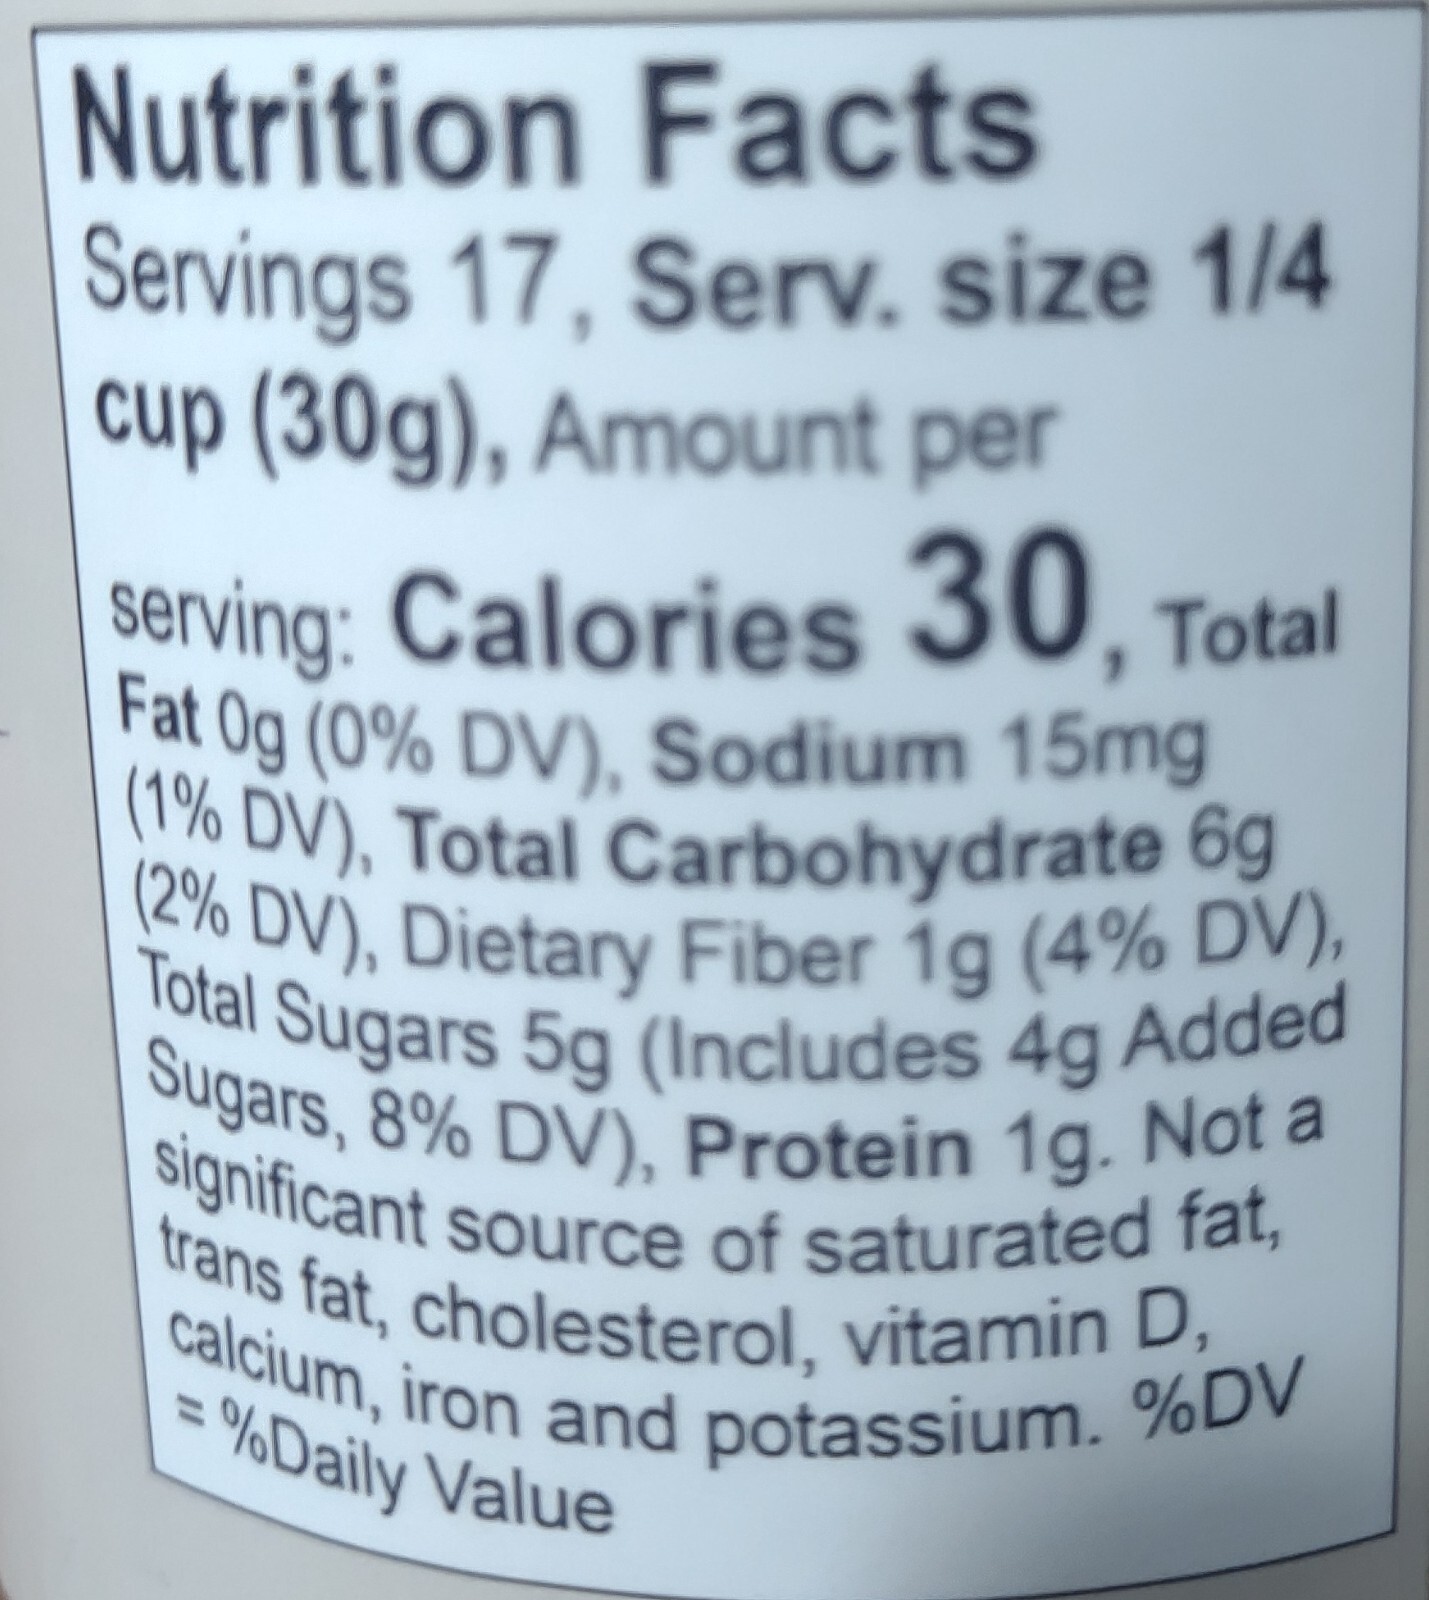 Nutrition Facts
Servings 17, Serv. size 1/4
cup (30g), Amount per
serving: Calories 30, Total
Fat 0g (0% DV), Sodium 15mg
(1% DV), Total Carbohydrate 6g
(2% DV), Dietary Fiber 1g (4% DV),
Total Sugars 5g (Includes 4g Added
Sugars, 8% DV), Protein 1g. Not a
significant source of saturated fat,
trans fat, cholesterol, vitamin D,
calcium, iron and potassium. %DV
= %Daily Value